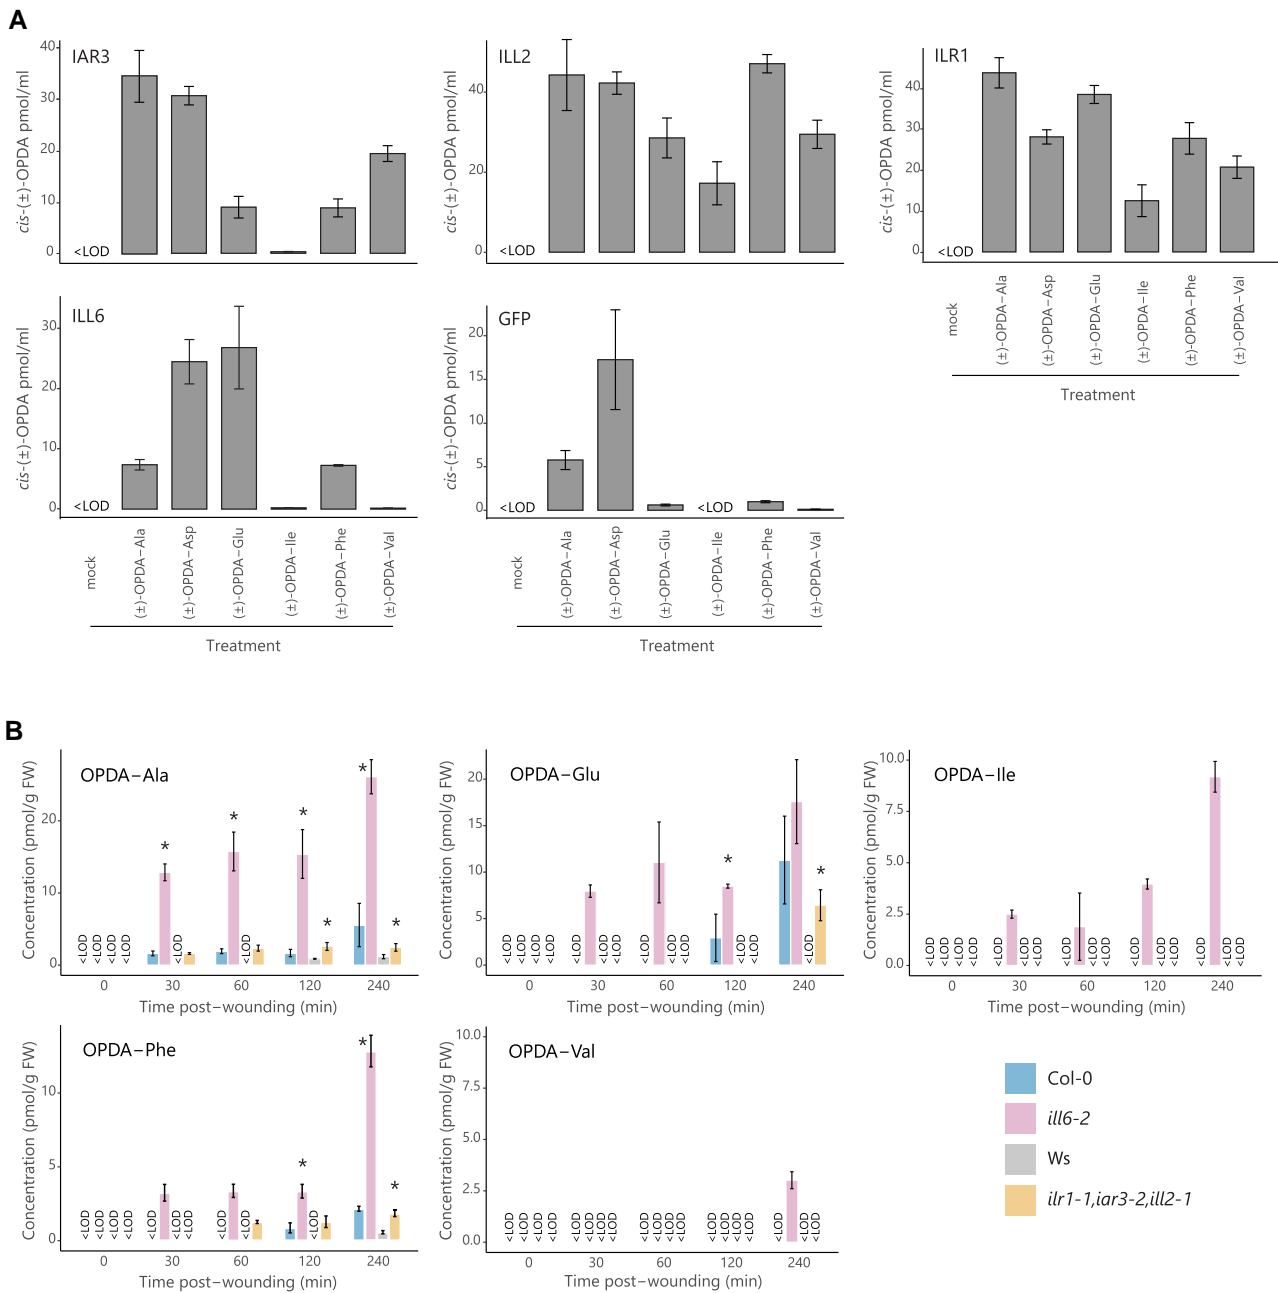 A
IAR3
cis-(±)-OPDA pmol/ml
40
30
20
10
0
<LOD
ILL2
cis-(±)-OPDA pmol/ml
40
20
0
<LOD
ILR1
cis-(±)-OPDA pmol/ml
40
30
20
10
0
<LOD
mock
(±)-OPDA–Ala
(±)-OPDA–Asp
(±)-OPDA–Glu
(±)-OPDA–Ile
(±)-OPDA–Phe
(±)-OPDA–Val
Treatment
ILL6
cis-(±)-OPDA pmol/ml
30
20
10
0
<LOD
mock
(±)-OPDA–Ala
(±)-OPDA–Asp
(±)-OPDA–Glu
(±)-OPDA–Ile
(±)-OPDA–Phe
(±)-OPDA–Val
Treatment
GFP
cis-(±)-OPDA pmol/ml
20
15
10
5
0
<LOD
<LOD
mock
(±)-OPDA–Ala
(±)-OPDA–Asp
(±)-OPDA–Glu
(±)-OPDA–Ile
(±)-OPDA–Phe
(±)-OPDA–Val
Treatment
B
OPDA–Ala
Concentration (pmol/g FW)
20
10
0
* * * * * *
<LOD <LOD <LOD <LOD <LOD <LOD
0 30 60 120 240
Time post–wounding (min)
OPDA–Glu
Concentration (pmol/g FW)
20
15
10
5
0
* *
<LOD <LOD <LOD <LOD <LOD <LOD <LOD <LOD <LOD <LOD <LOD <LOD <LOD
0 30 60 120 240
Time post–wounding (min)
OPDA–Ile
Concentration (pmol/g FW)
10.0
7.5
5.0
2.5
0.0
<LOD <LOD <LOD <LOD <LOD <LOD <LOD <LOD <LOD <LOD <LOD <LOD <LOD <LOD <LOD <LOD
0 30 60 120 240
Time post–wounding (min)
OPDA–Phe
Concentration (pmol/g FW)
10
5
0
* * *
<LOD <LOD <LOD <LOD <LOD <LOD <LOD <LOD <LOD <LOD
0 30 60 120 240
Time post–wounding (min)
OPDA–Val
Concentration (pmol/g FW)
10.0
7.5
5.0
2.5
0.0
<LOD <LOD <LOD <LOD <LOD <LOD <LOD <LOD <LOD <LOD <LOD <LOD <LOD <LOD <LOD <LOD <LOD <LOD <LOD
0 30 60 120 240
Time post–wounding (min)
Col-0
ill6-2
Ws
ilr1-1,iar3-2,ill2-1